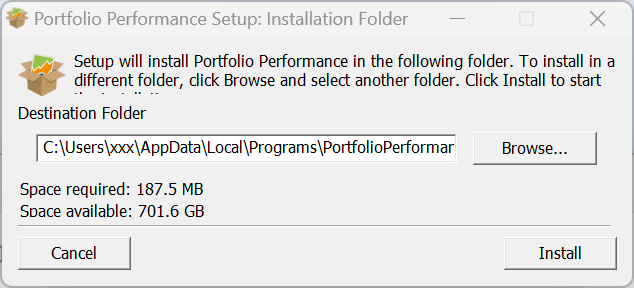 Portfolio Performance Setup: Installation Folder
Setup will install Portfolio Performance in the following folder. To install in a
different folder, click Browse and select another folder. Click Install to start
Destination Folder
C:\Users\xxx\AppData\Local\Programs\PortfolioPerformar
Browse...
Space required: 187.5 MB
Space available: 701.6 GB
Cancel
Install